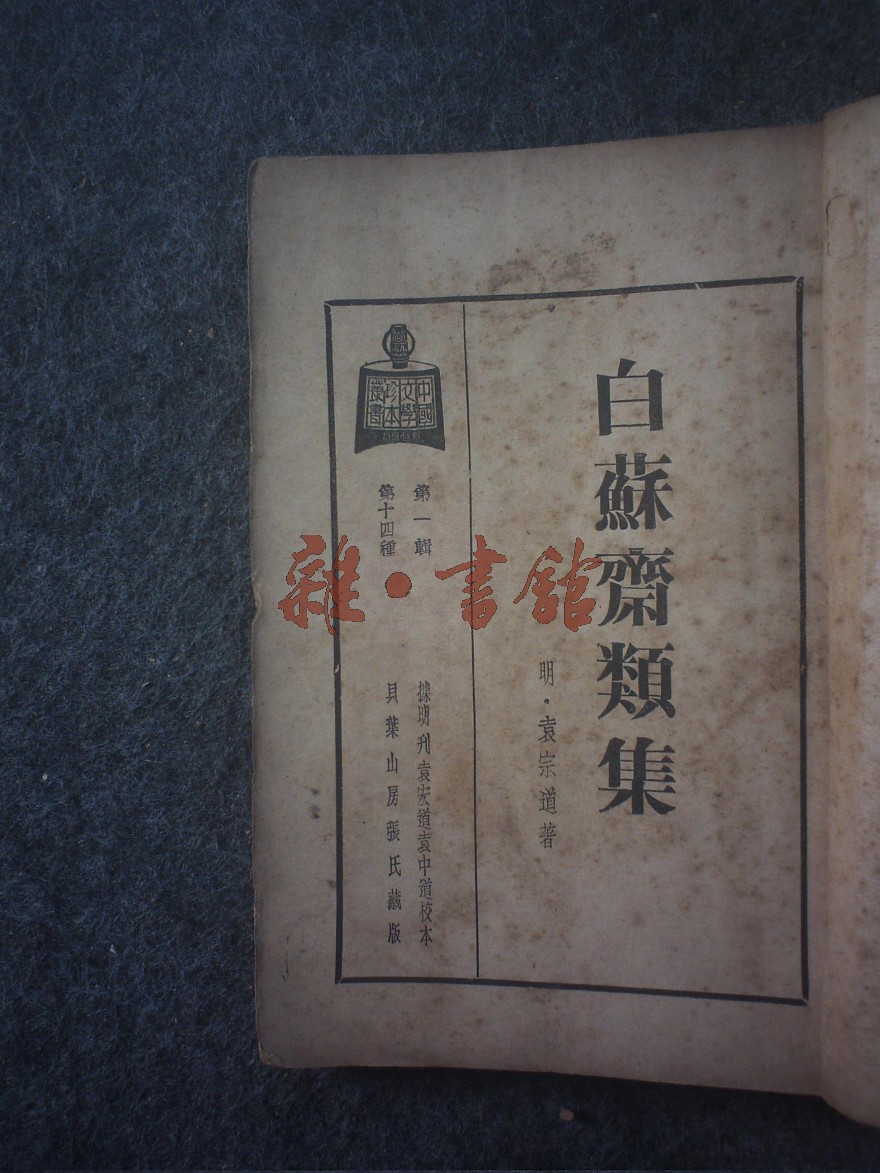 白蘇齋類集
明·袁宗道著
中國
文學
珍本
叢書
第一輯
第十四種
據明刊袁宏道袁中道校本
貝葉山房張氏藏版
雜·書館